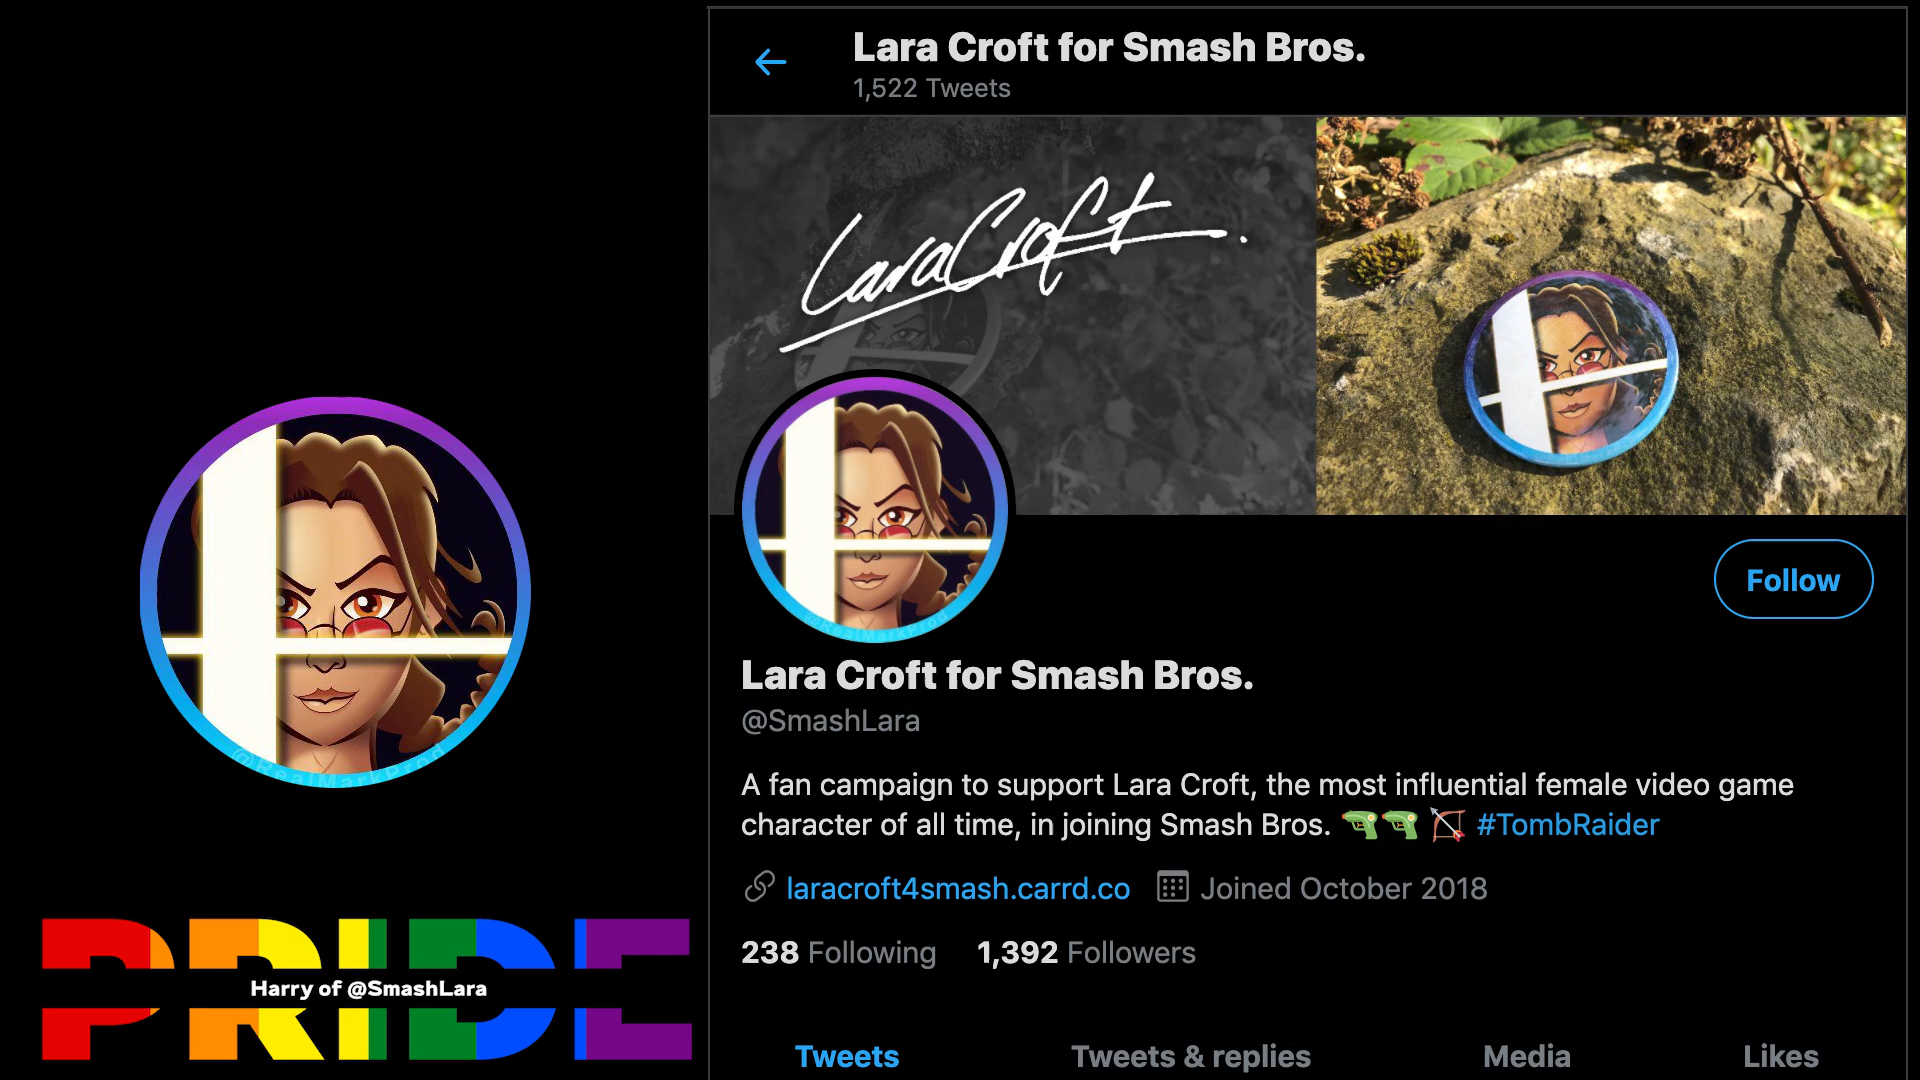 Lara Croft for Smash Bros.
1,522 Tweets
Lara Croft.
@RealMarkProd
Follow
Lara Croft for Smash Bros.
@SmashLara
A fan campaign to support Lara Croft, the most influential female video game
character of all time, in joining Smash Bros. 🔫🔫 🏹 #TombRaider
laracroft4smash.carrd.co Joined October 2018
238 Following 1,392 Followers
Tweets Tweets & replies Media Likes
@RealMarkProd
PRIDE
Harry of @SmashLara